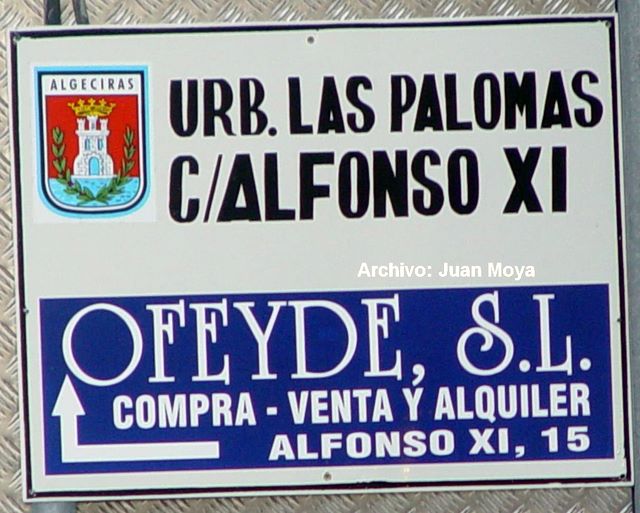 ALGECIRAS
URB. LAS PALOMAS
C/ALFONSO XI
Archivo: Juan Moya
OFEYDE, S.L.
COMPRA - VENTA Y ALQUILER
ALFONSO XI, 15